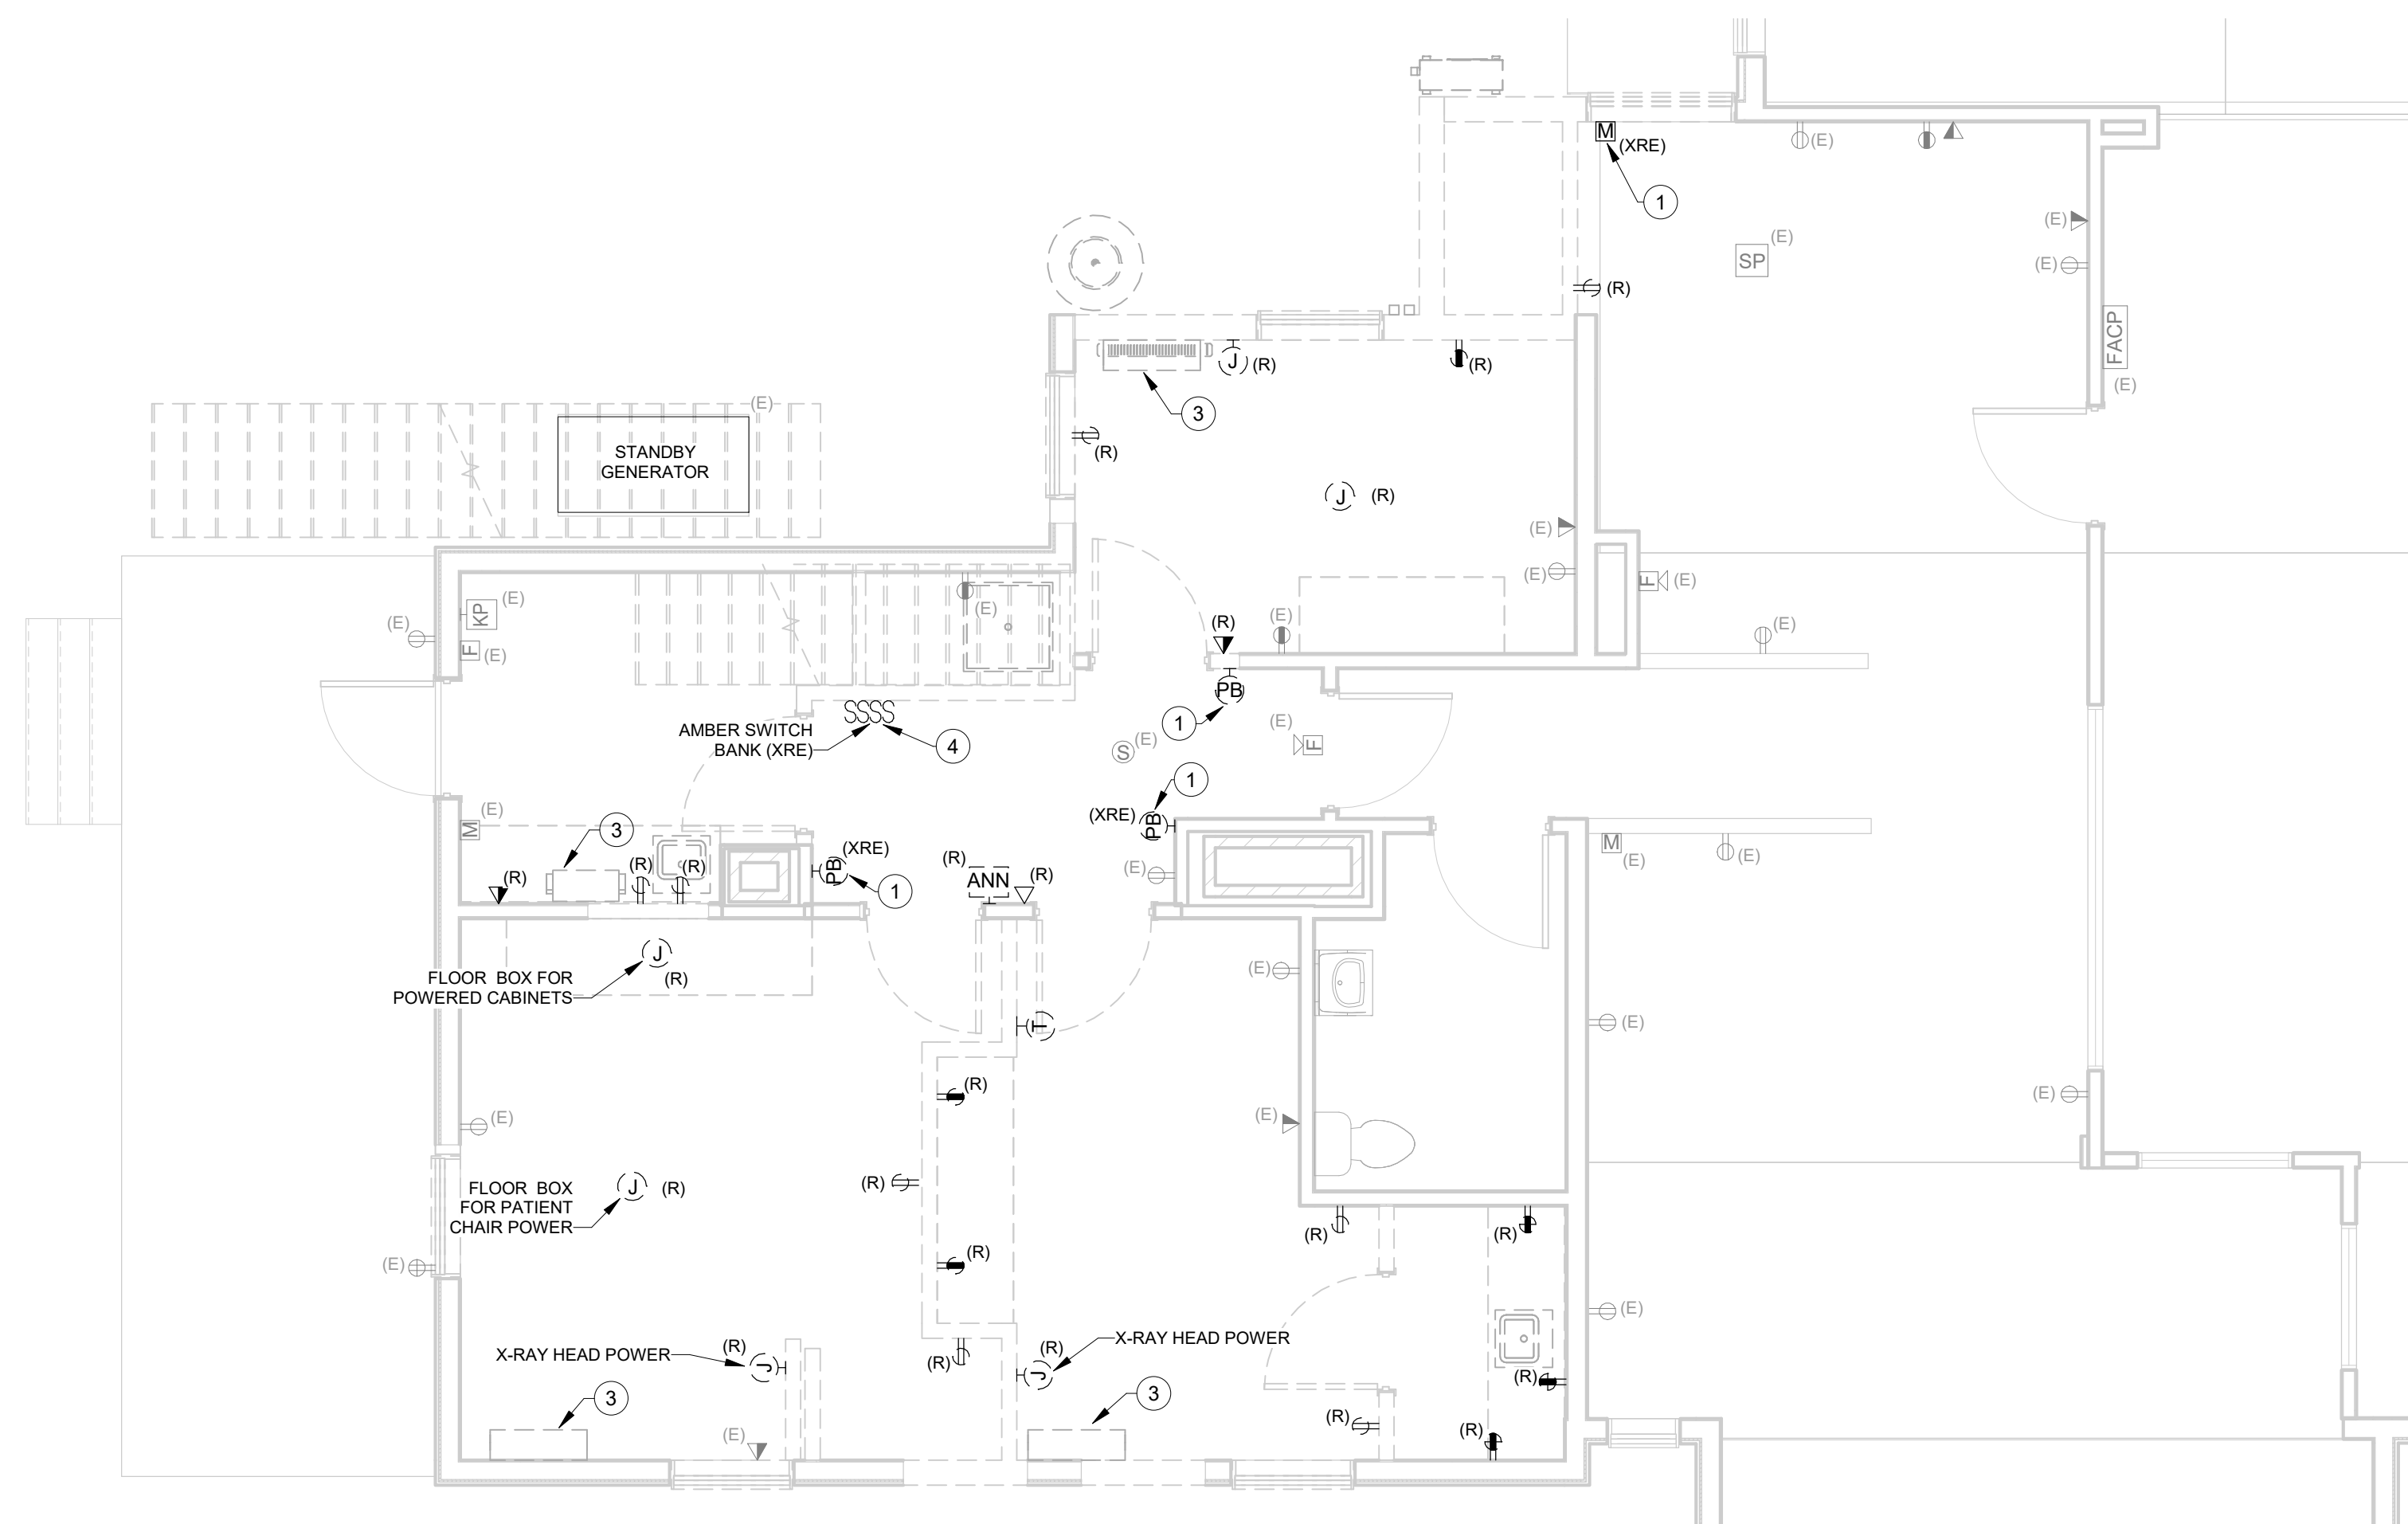 M
(XRE)
1
(E)
(E)
SP
(E)
(R)
(E)
(E)
FACP
(E)
J
(R)
(R)
3
(E)
STANDBY
GENERATOR
(R)
J
(R)
(E)
(E)
F
(E)
KP
(E)
(E)
F
(E)
(E)
(R)
(E)
(E)
PB
1
SSSS
AMBER SWITCH
BANK (XRE)
4
S
(E)
(E)
F
1
(XRE)
PB
M
(E)
3
(R)
(R)
(R)
PB
(XRE)
1
(R)
ANN
(R)
(E)
M
(E)
(E)
J
(R)
FLOOR BOX FOR
POWERED CABINETS
(E)
T
(E)
(R)
(E)
(E)
(E)
J
(R)
FLOOR BOX
FOR PATIENT
CHAIR POWER
(R)
(R)
(R)
(R)
(E)
(E)
X-RAY HEAD POWER
(R)
J
(R)
(R)
J
X-RAY HEAD POWER
(R)
3
3
(E)
(R)
(R)